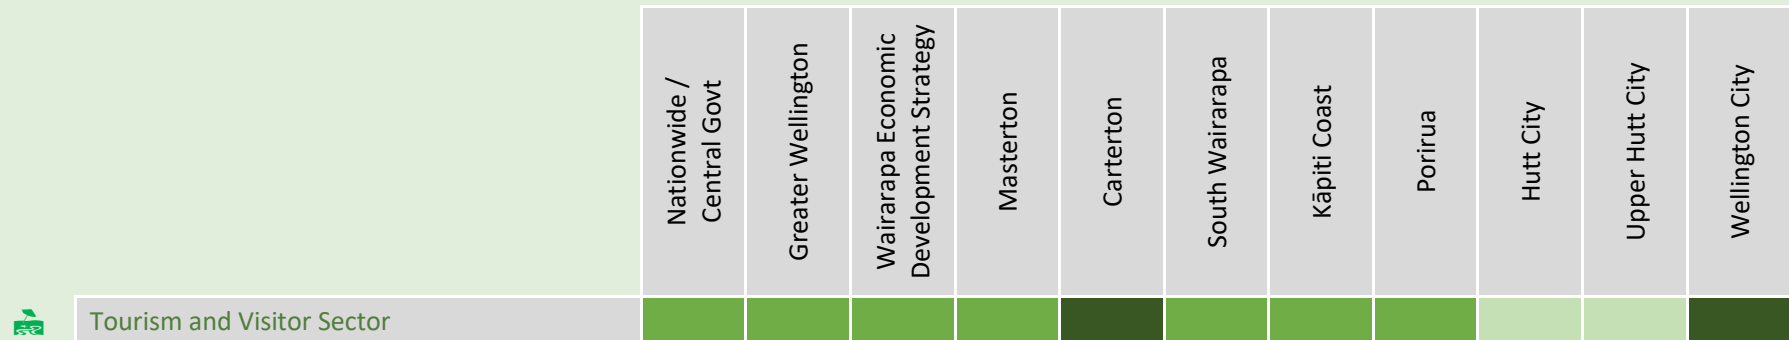 Nationwide /
Central Govt
Greater Wellington
Wairarapa Economic
Development Strategy
Masterton
Carterton
South Wairarapa
Kāpiti Coast
Porirua
Hutt City
Upper Hutt City
Wellington City
Tourism and Visitor Sector